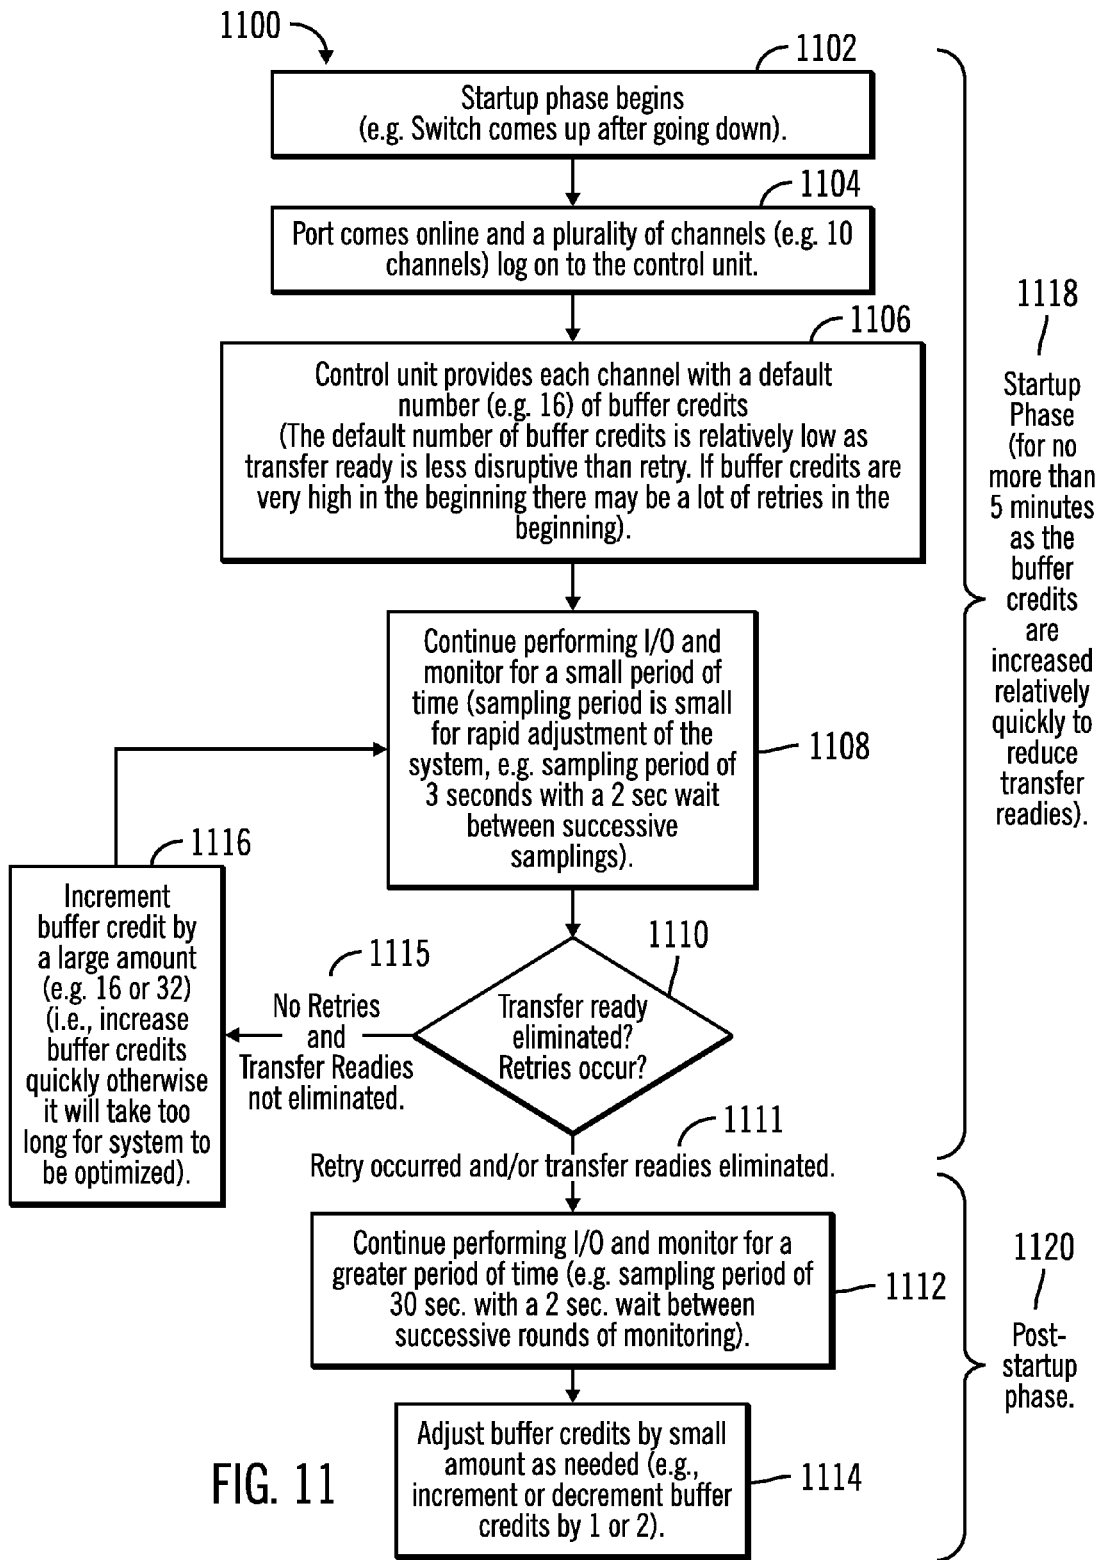 1100
1102
Startup phase begins
(e.g. Switch comes up after going down).
1104
Port comes online and a plurality of channels (e.g. 10
channels) log on to the control unit.
1106
Control unit provides each channel with a default
number (e.g. 16) of buffer credits
(The default number of buffer credits is relatively low as
transfer ready is less disruptive than retry. If buffer credits are
very high in the beginning there may be a lot of retries in the
beginning).
1118
Startup
Phase
(for no
more than
5 minutes
as the
buffer
credits
are
increased
relatively
quickly to
reduce
transfer
readies).
Continue performing I/O and
monitor for a small period of
time (sampling period is small
for rapid adjustment of the
system, e.g. sampling period of
3 seconds with a 2 sec wait
between successive
samplings).
1108
1116
Increment
buffer credit by
a large amount
(e.g. 16 or 32)
(i.e., increase
buffer credits
quickly otherwise
it will take too
long for system to
be optimized).
1115
No Retries
and
Transfer Readies
not eliminated.
1110
Transfer ready
eliminated?
Retries occur?
1111
Retry occurred and/or transfer readies eliminated.
Continue performing I/O and monitor for a
greater period of time (e.g. sampling period of
30 sec. with a 2 sec. wait between
successive rounds of monitoring).
1112
1120
Post-
startup
phase.
Adjust buffer credits by small
amount as needed (e.g.,
increment or decrement buffer
credits by 1 or 2).
1114
FIG. 11